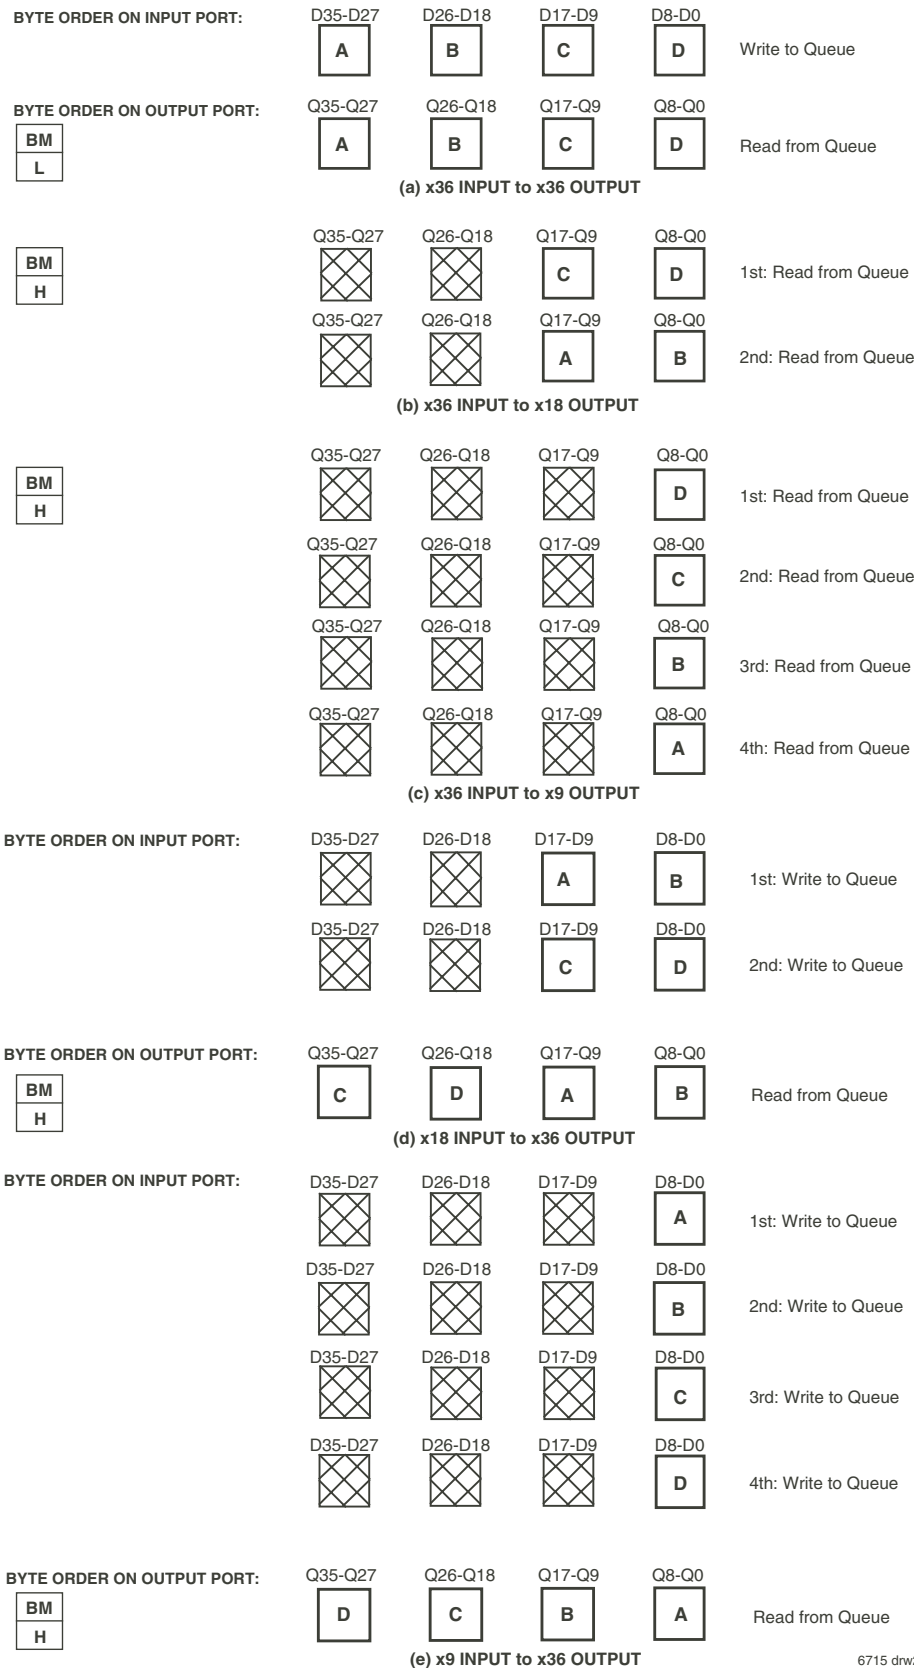 BYTE ORDER ON INPUT PORT: D35-D27 D26-D18 D17-D9 D8-D0
A B C D Write to Queue
BYTE ORDER ON OUTPUT PORT: Q35-Q27 Q26-Q18 Q17-Q9 Q8-Q0
BM
L
A B C D Read from Queue
(a) x36 INPUT to x36 OUTPUT
Q35-Q27 Q26-Q18 Q17-Q9 Q8-Q0
BM
H
C D 1st: Read from Queue
Q35-Q27 Q26-Q18 Q17-Q9 Q8-Q0
A B 2nd: Read from Queue
(b) x36 INPUT to x18 OUTPUT
Q35-Q27 Q26-Q18 Q17-Q9 Q8-Q0
BM
H
D 1st: Read from Queue
Q35-Q27 Q26-Q18 Q17-Q9 Q8-Q0
C 2nd: Read from Queue
Q35-Q27 Q26-Q18 Q17-Q9 Q8-Q0
B 3rd: Read from Queue
Q35-Q27 Q26-Q18 Q17-Q9 Q8-Q0
A 4th: Read from Queue
(c) x36 INPUT to x9 OUTPUT
BYTE ORDER ON INPUT PORT: D35-D27 D26-D18 D17-D9 D8-D0
A B 1st: Write to Queue
D35-D27 D26-D18 D17-D9 D8-D0
C D 2nd: Write to Queue
BYTE ORDER ON OUTPUT PORT: Q35-Q27 Q26-Q18 Q17-Q9 Q8-Q0
BM
H
C D A B Read from Queue
(d) x18 INPUT to x36 OUTPUT
BYTE ORDER ON INPUT PORT: D35-D27 D26-D18 D17-D9 D8-D0
A 1st: Write to Queue
D35-D27 D26-D18 D17-D9 D8-D0
B 2nd: Write to Queue
D35-D27 D26-D18 D17-D9 D8-D0
C 3rd: Write to Queue
D35-D27 D26-D18 D17-D9 D8-D0
D 4th: Write to Queue
BYTE ORDER ON OUTPUT PORT: Q35-Q27 Q26-Q18 Q17-Q9 Q8-Q0
BM
H
D C B A Read from Queue
(e) x9 INPUT to x36 OUTPUT
6715